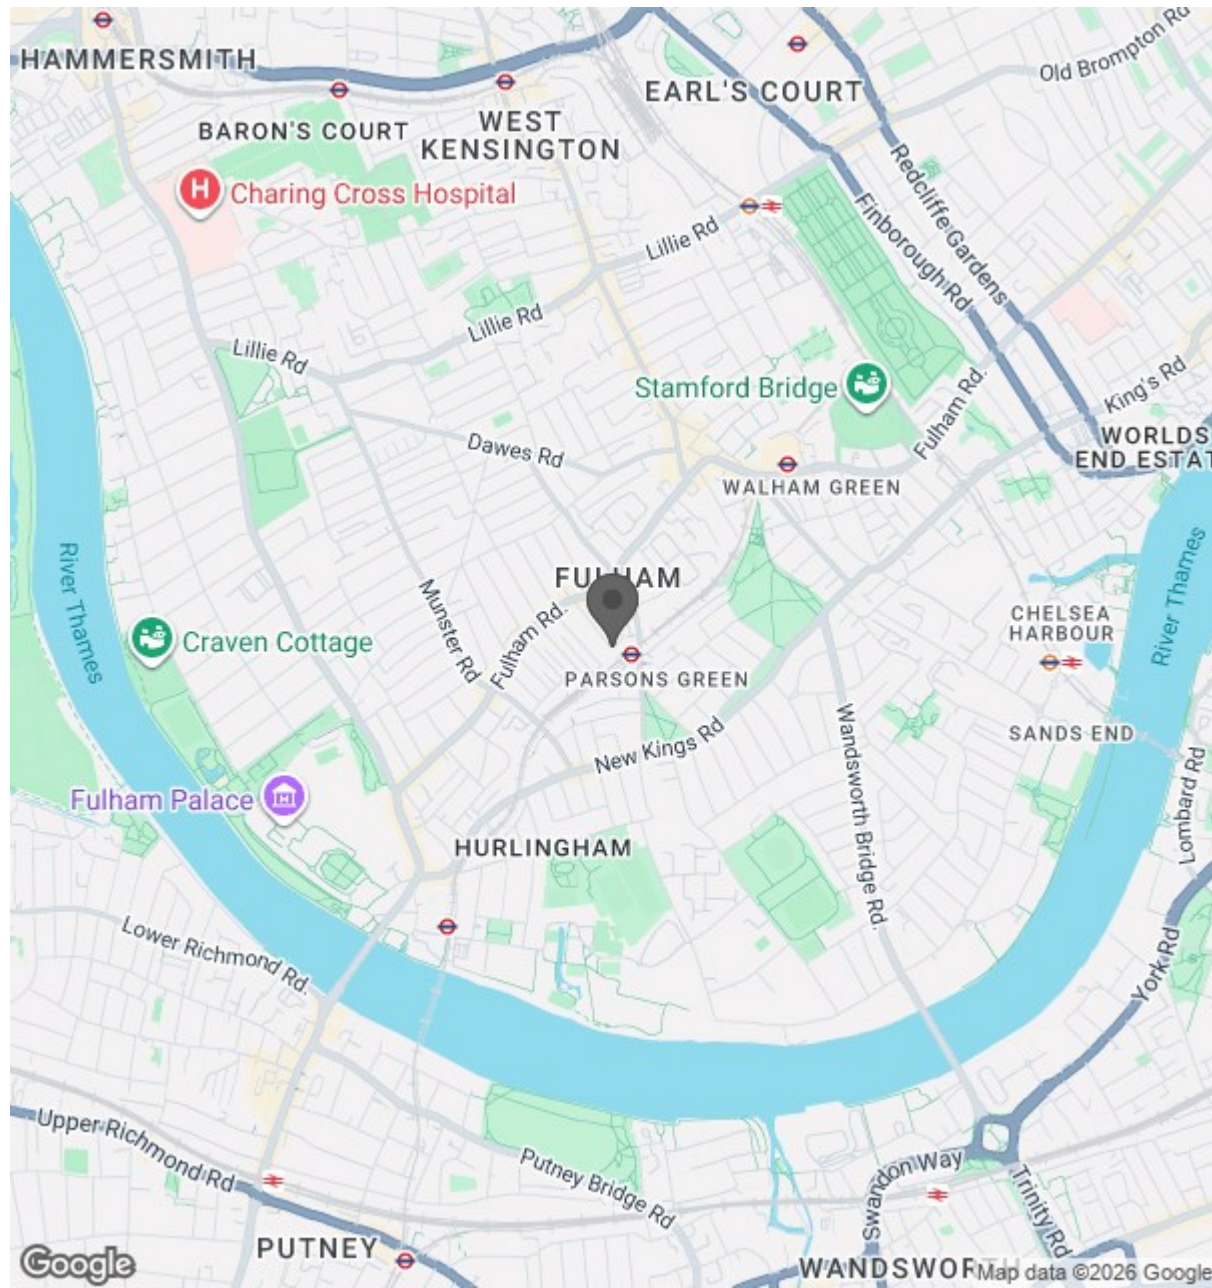 HAMMERSMITH
Old Brompton Rd
EARL'S COURT
BARON'S COURT
WEST
KENSINGTON
Redcliffe Gardens
H
Charing Cross Hospital
Finborough Rd
Lillie Rd
Lillie Rd
Lillie Rd
Stamford Bridge
Fulham Rd.
King's Rd
Dawes Rd
WORLDS
END ESTAT
WALHAM GREEN
River Thames
FULHAM
Munster Rd
Fulham Rd.
River Thames
CHELSEA
HARBOUR
Craven Cottage
PARSONS GREEN
Wandsworth Bridge Rd.
New Kings Rd
SANDS END
Lombard Rd
Fulham Palace
HURLINGHAM
Lower Richmond Rd.
York Rd
Upper Richmond Rd
Putney Bridge Rd
Swandon Way
Trinity Rd
PUTNEY
WANDSWORTH
Google
Map data ©2026 Google